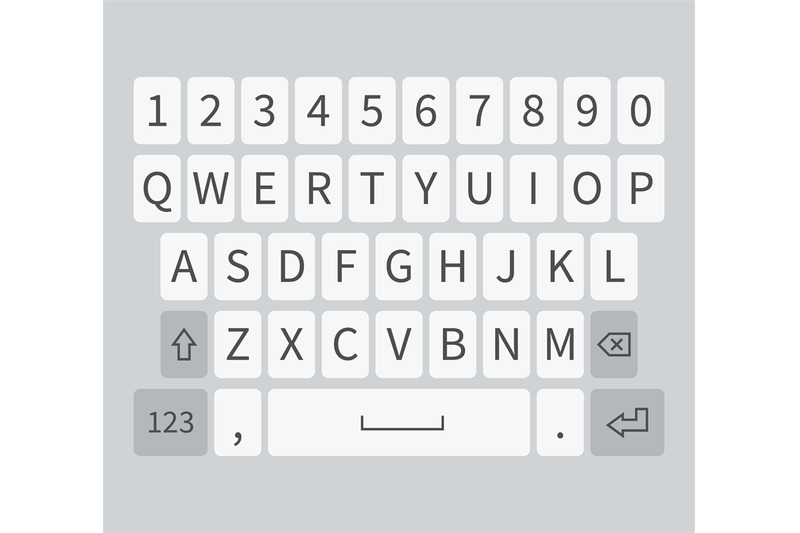 1 2 3 4 5 6 7 8 9 0
Q W E R T Y U I O P
A S D F G H J K L
Z X C V B N M
123 , .